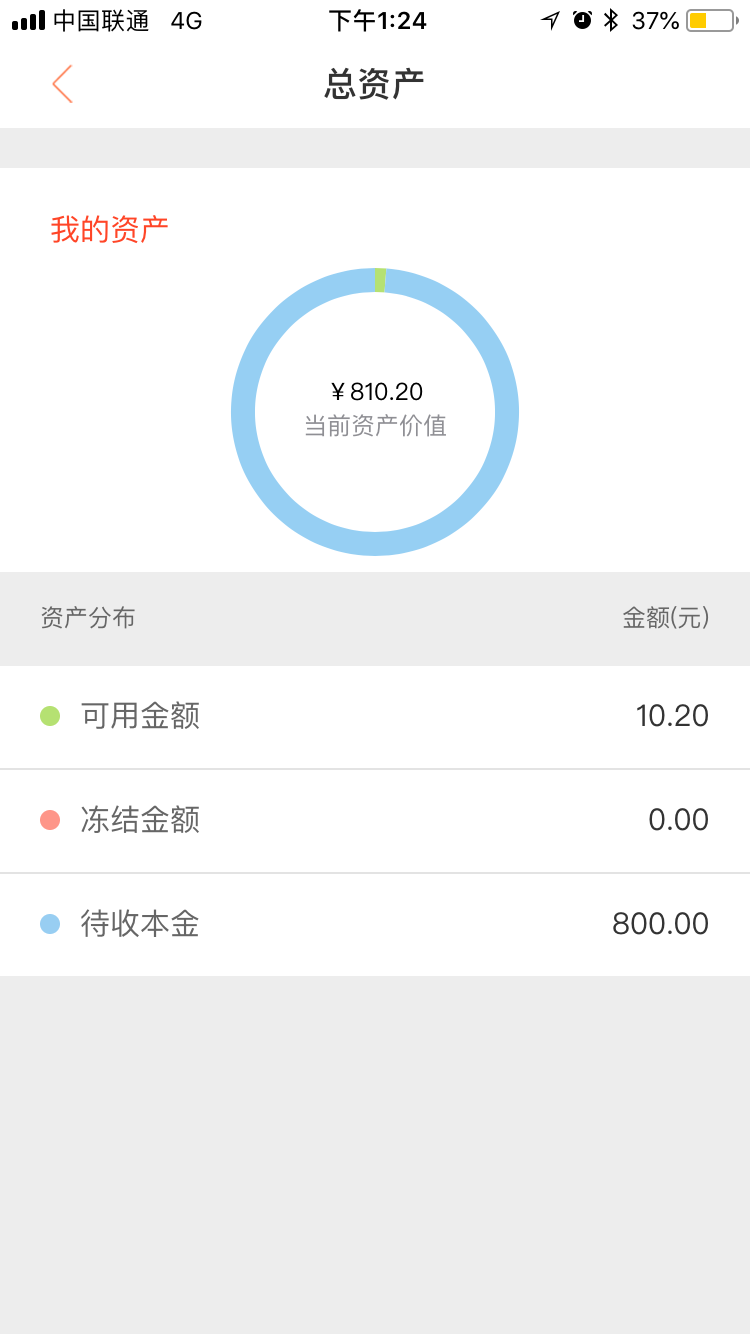 中国联通 4G 下午1:24 37%
总资产
我的资产
¥810.20
当前资产价值
资产分布 金额(元)
可用金额 10.20
冻结金额 0.00
待收本金 800.00